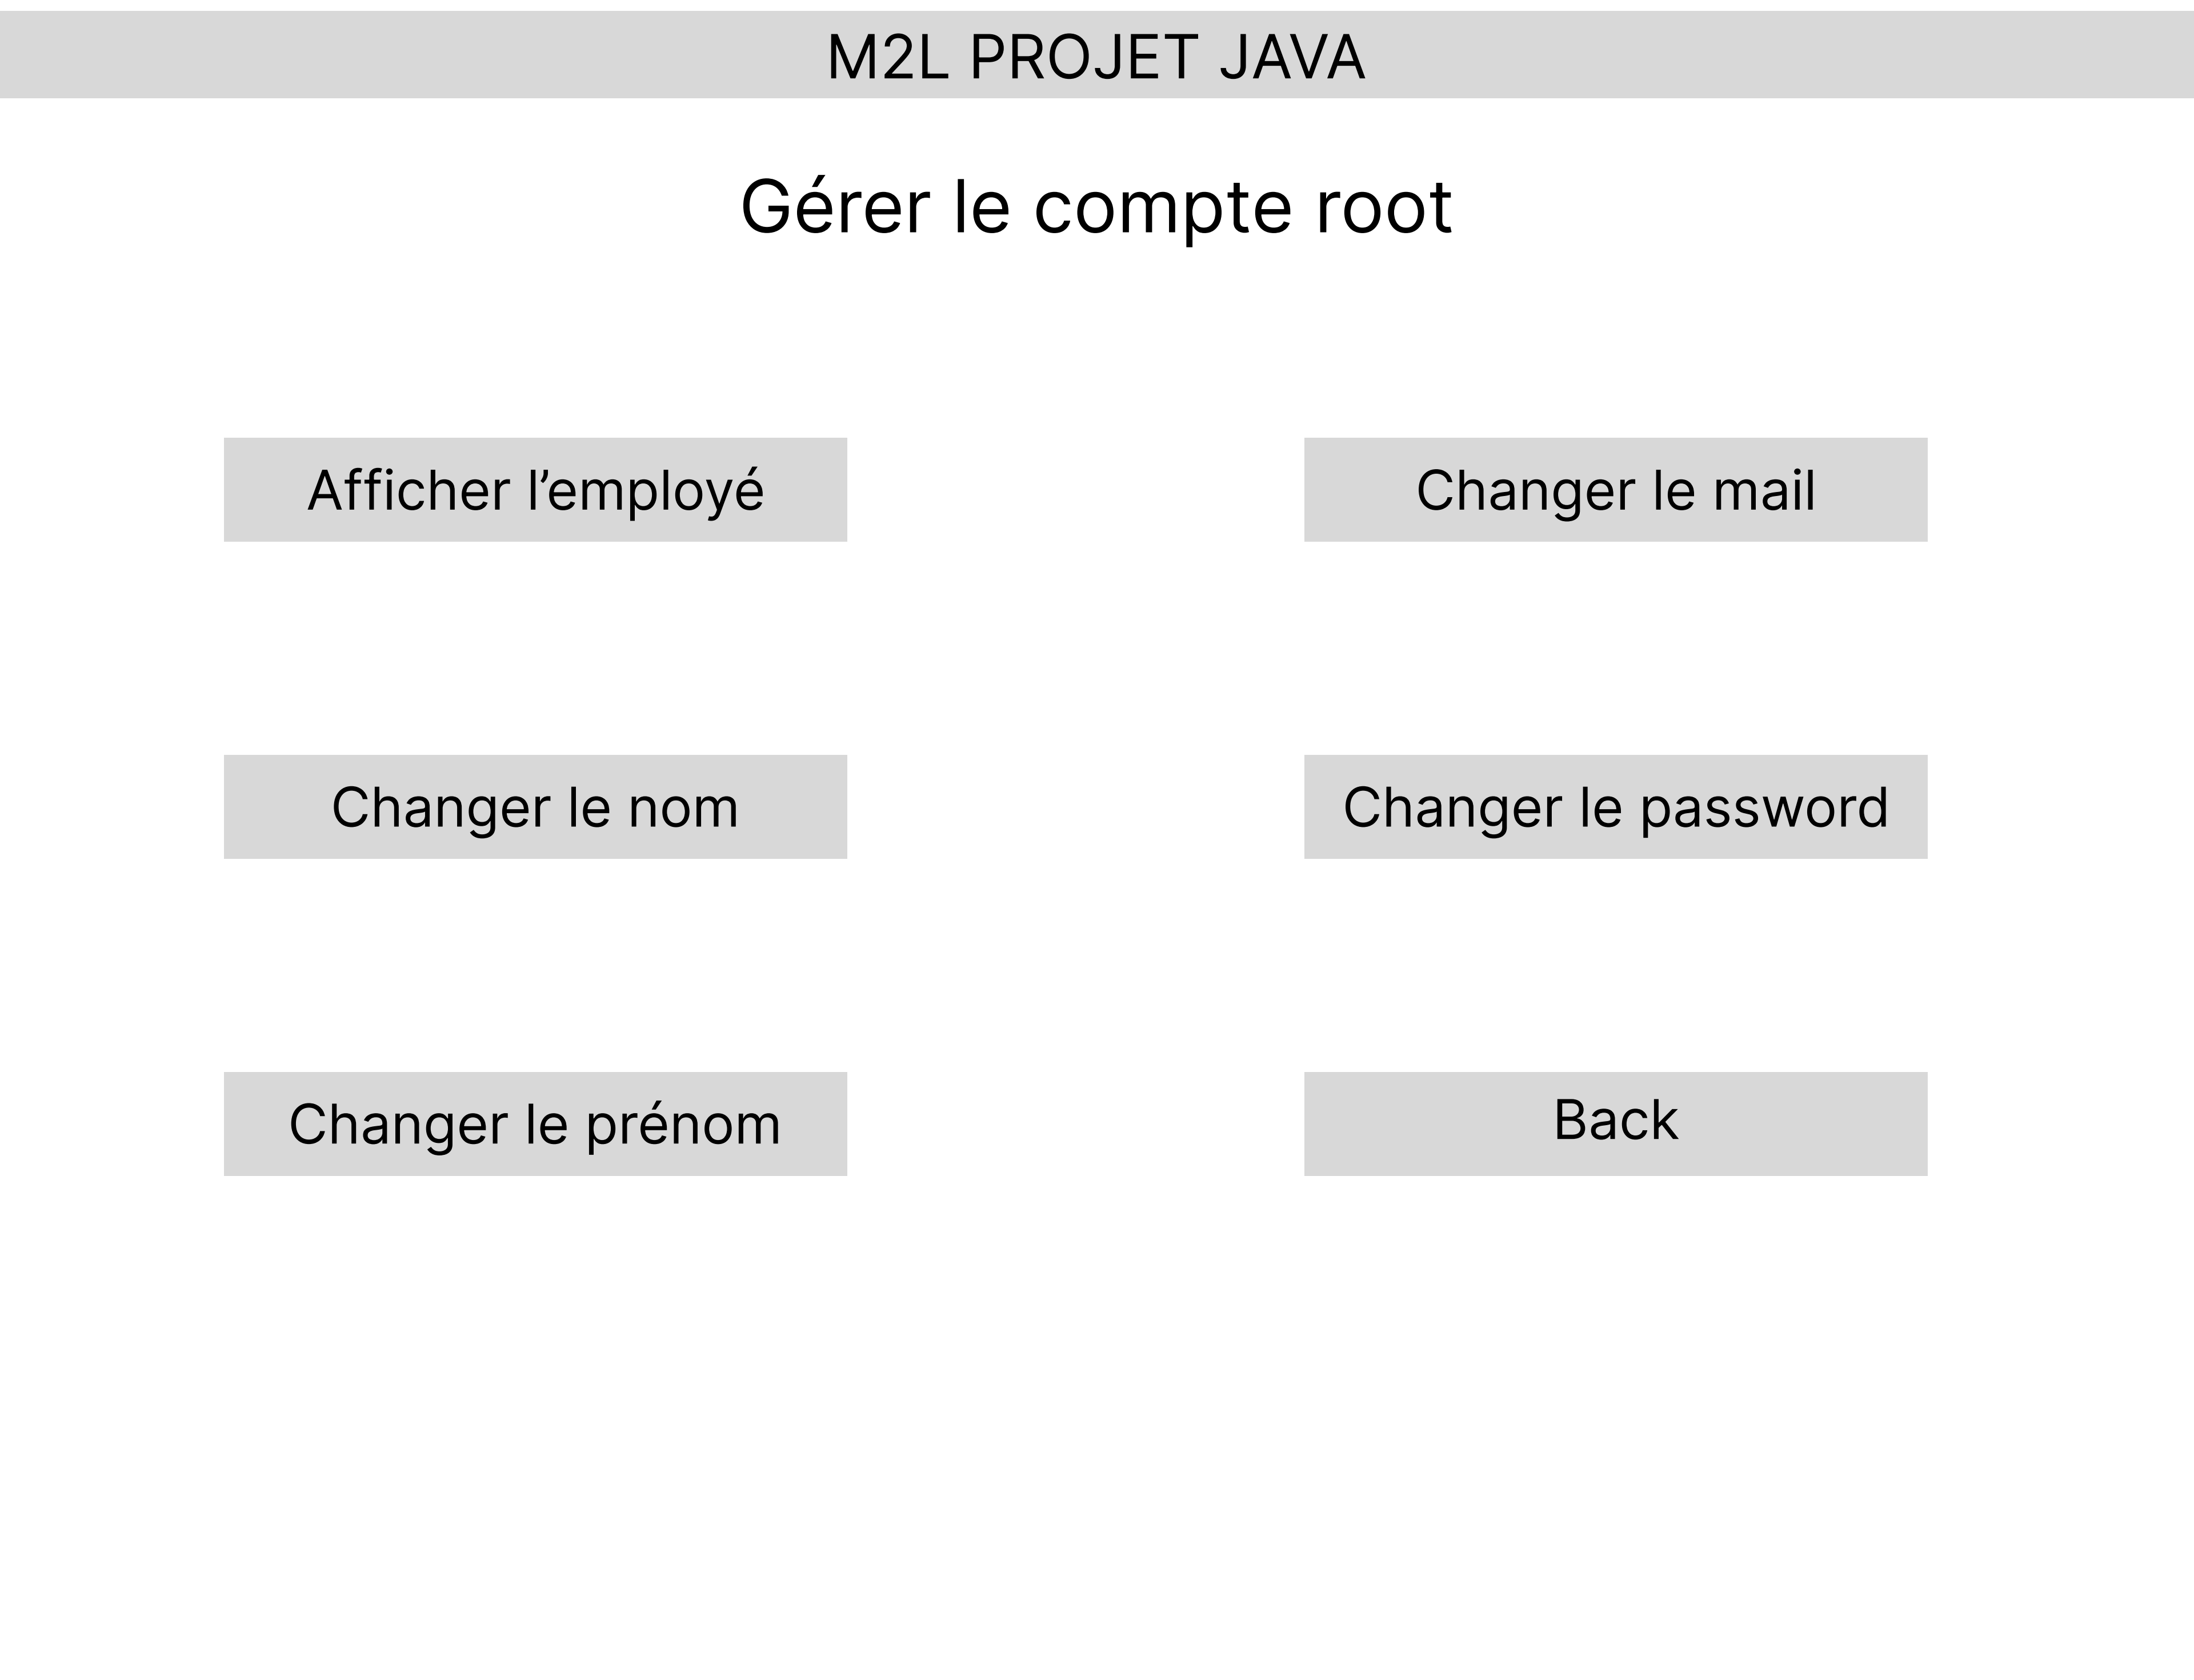 M2L PROJET JAVA
Gérer le compte root
Afficher l’employé
Changer le mail
Changer le nom
Changer le password
Changer le prénom
Back